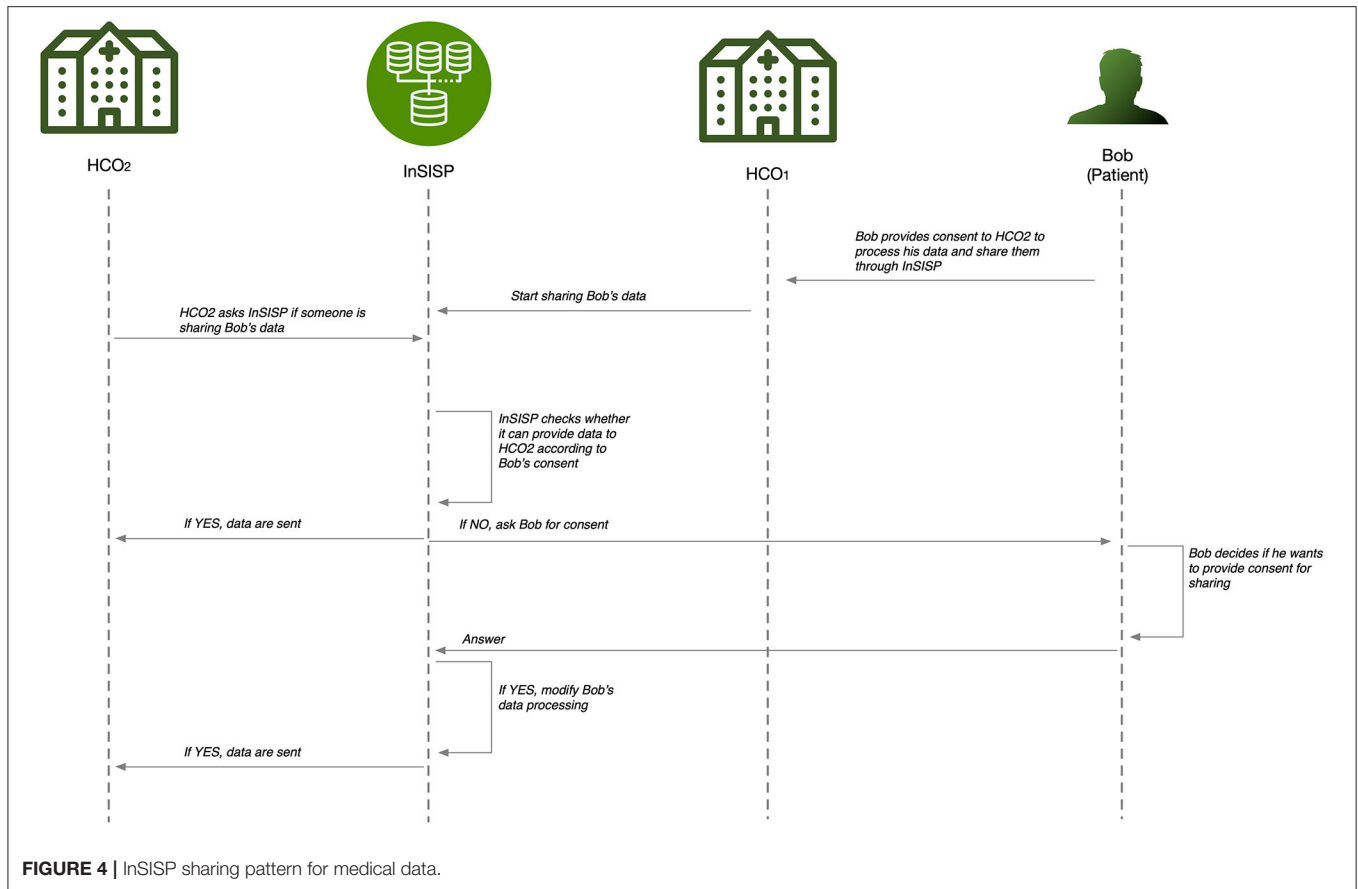 HCO2
InSISP
HCO1
Bob
(Patient)
Bob provides consent to HCO2 to
process his data and share them
through InSISP
Start sharing Bob's data
HCO2 asks InSISP if someone is
sharing Bob's data
InSISP checks whether
it can provide data to
HCO2 according to
Bob's consent
If YES, data are sent
If NO, ask Bob for consent
Bob decides if he wants
to provide consent for
sharing
Answer
If YES, modify Bob's
data processing
If YES, data are sent
FIGURE 4 | InSISP sharing pattern for medical data.